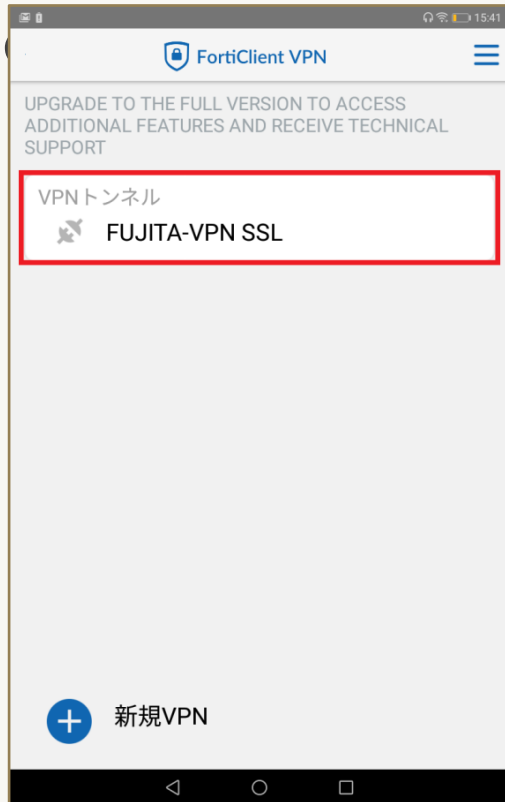 15:41
FortiClient VPN
UPGRADE TO THE FULL VERSION TO ACCESS
ADDITIONAL FEATURES AND RECEIVE TECHNICAL
SUPPORT
VPNトンネル
FUJITA-VPN SSL
新規VPN